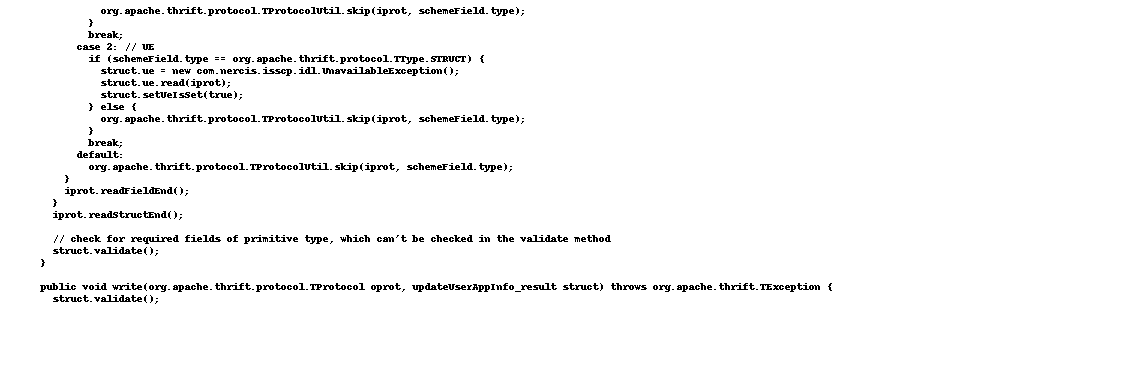 org.apache.thrift.protocol.TProtocolUtil.skip(iprot, schemeField.type);
}
break;
case 2: // UE
if (schemeField.type == org.apache.thrift.protocol.TType.STRUCT) {
struct.ue = new com.nercis.isscp.idl.UnavailableException();
struct.ue.read(iprot);
struct.setUeIsSet(true);
} else {
org.apache.thrift.protocol.TProtocolUtil.skip(iprot, schemeField.type);
}
break;
default:
org.apache.thrift.protocol.TProtocolUtil.skip(iprot, schemeField.type);
}
iprot.readFieldEnd();
}
iprot.readStructEnd();
// check for required fields of primitive type, which can't be checked in the validate method
struct.validate();
}
public void write(org.apache.thrift.protocol.TProtocol oprot, updateUserAppInfo_result struct) throws org.apache.thrift.TException {
struct.validate();